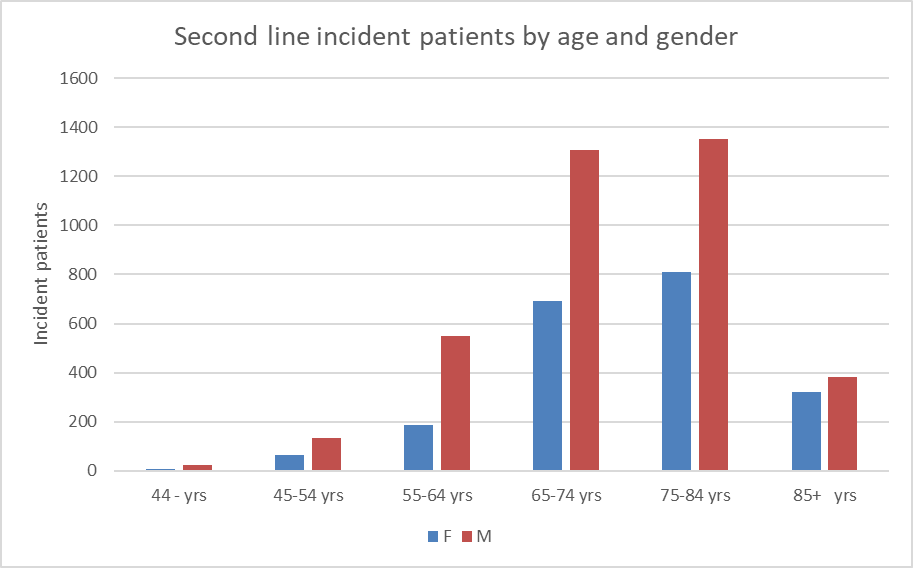 Second line incident patients by age and gender
Incident patients
1600
1400
1200
1000
800
600
400
200
0
44 - yrs 45-54 yrs 55-64 yrs 65-74 yrs 75-84 yrs 85+ yrs
F M